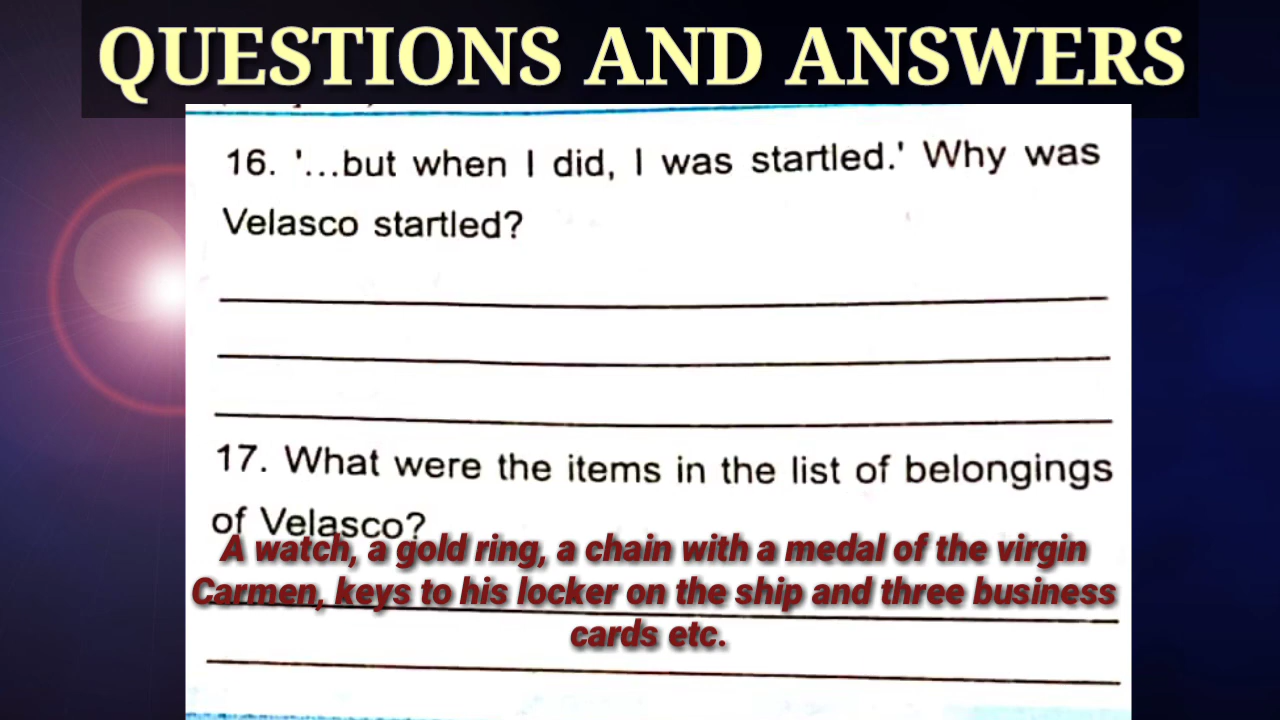 QUESTIONS AND ANSWERS
16. '...but when I did, I was startled.' Why was
Velasco startled?
17. What were the items in the list of belongings
of Velasco?
A watch, a gold ring, a chain with a medal of the virgin
Carmen, keys to his locker on the ship and three business
cards etc.